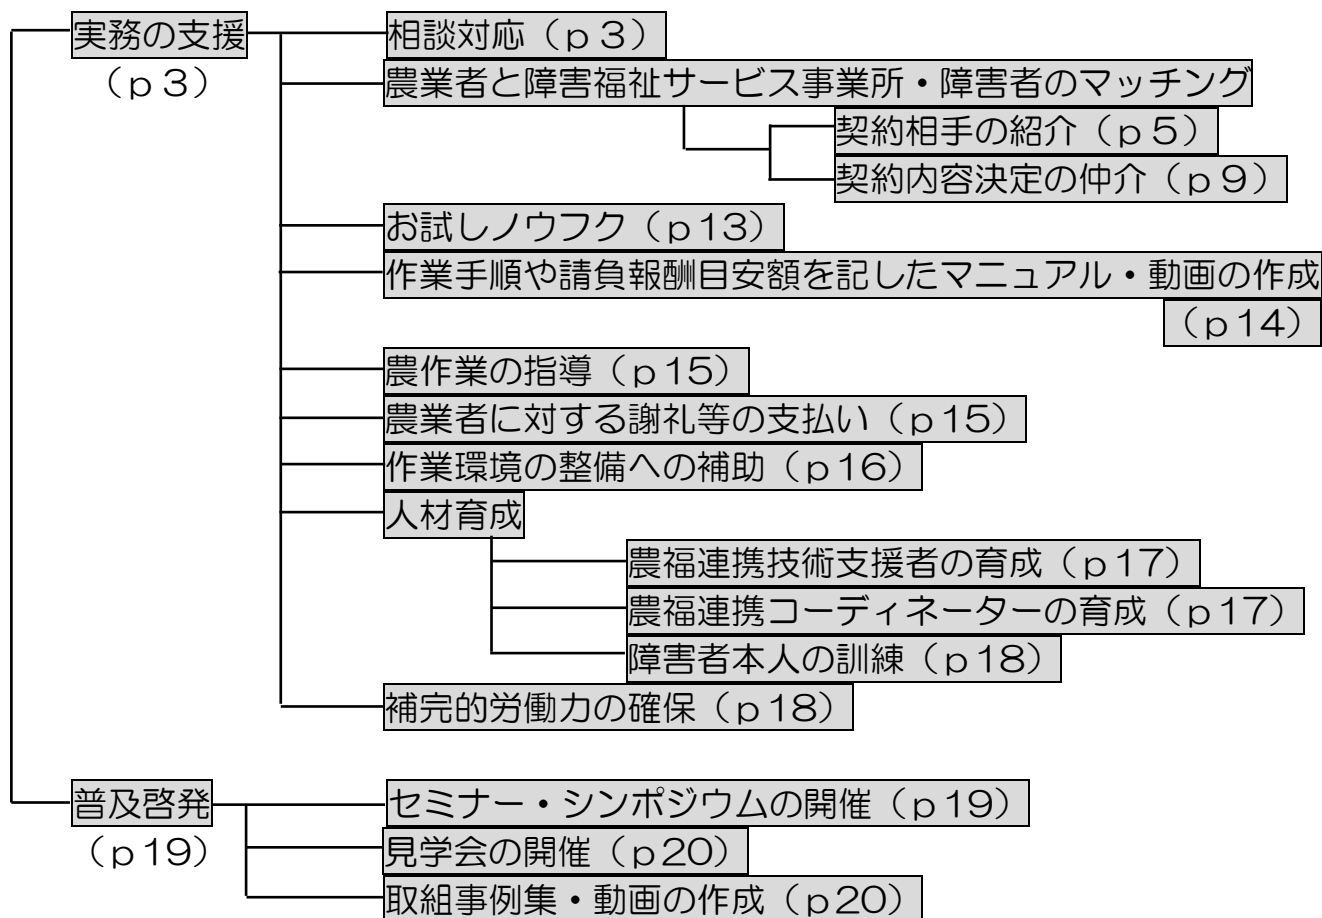 実務の支援
（ｐ３）
相談対応（ｐ３）
農業者と障害福祉サービス事業所・障害者のマッチング
契約相手の紹介（ｐ５）
契約内容決定の仲介（ｐ９）
お試しノウフク（ｐ13）
作業手順や請負報酬目安額を記したマニュアル・動画の作成
（ｐ14）
農作業の指導（ｐ15）
農業者に対する謝礼等の支払い（ｐ15）
作業環境の整備への補助（ｐ16）
人材育成
農福連携技術支援者の育成（ｐ17）
農福連携コーディネーターの育成（ｐ17）
障害者本人の訓練（ｐ18）
補完的労働力の確保（ｐ18）
普及啓発
（ｐ19）
セミナー・シンポジウムの開催（ｐ19）
見学会の開催（ｐ20）
取組事例集・動画の作成（ｐ20）